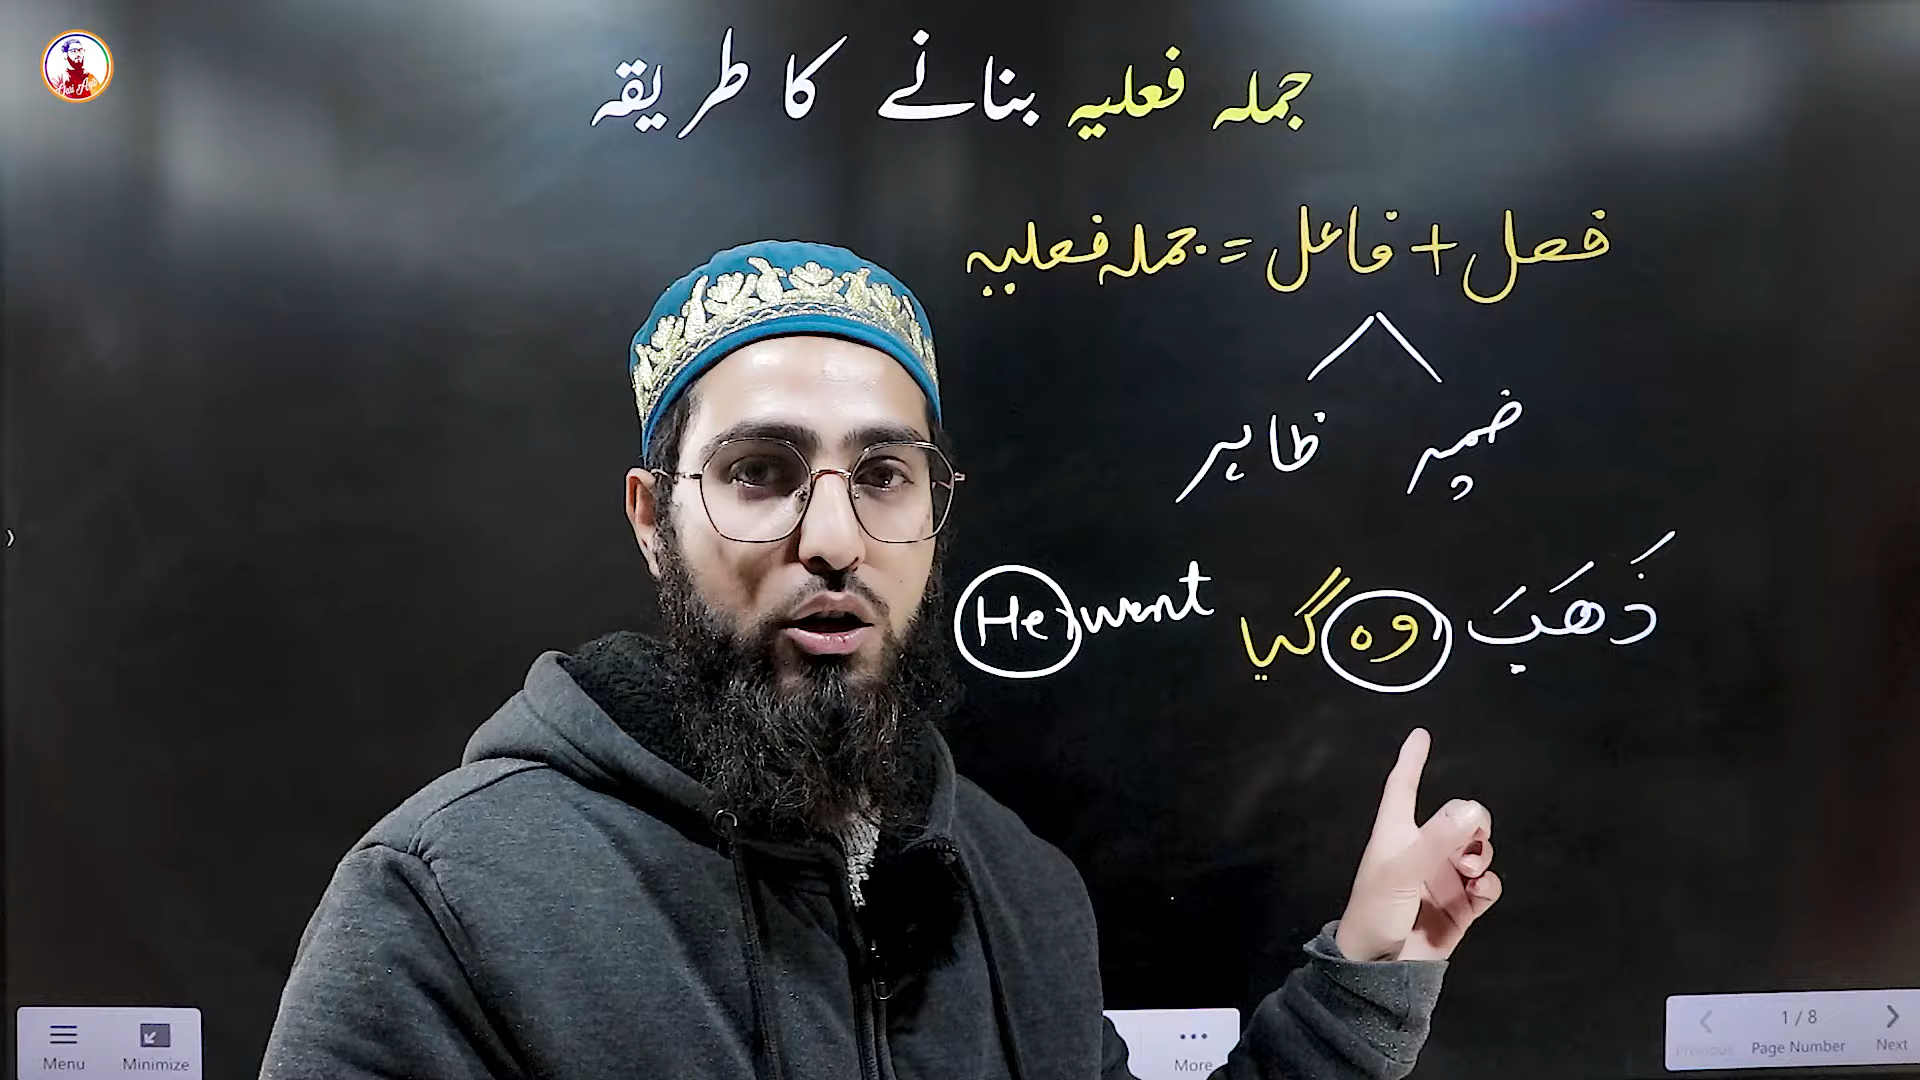 جملہ فعلیہ بنانے کا طریقہ
فعل + فاعل = جملہ فعلیہ
ضمیر ظاہر
ذَهَبَ وہ گیا He went
Menu
Minimize
More
Previous
1 / 8
Page Number
Next